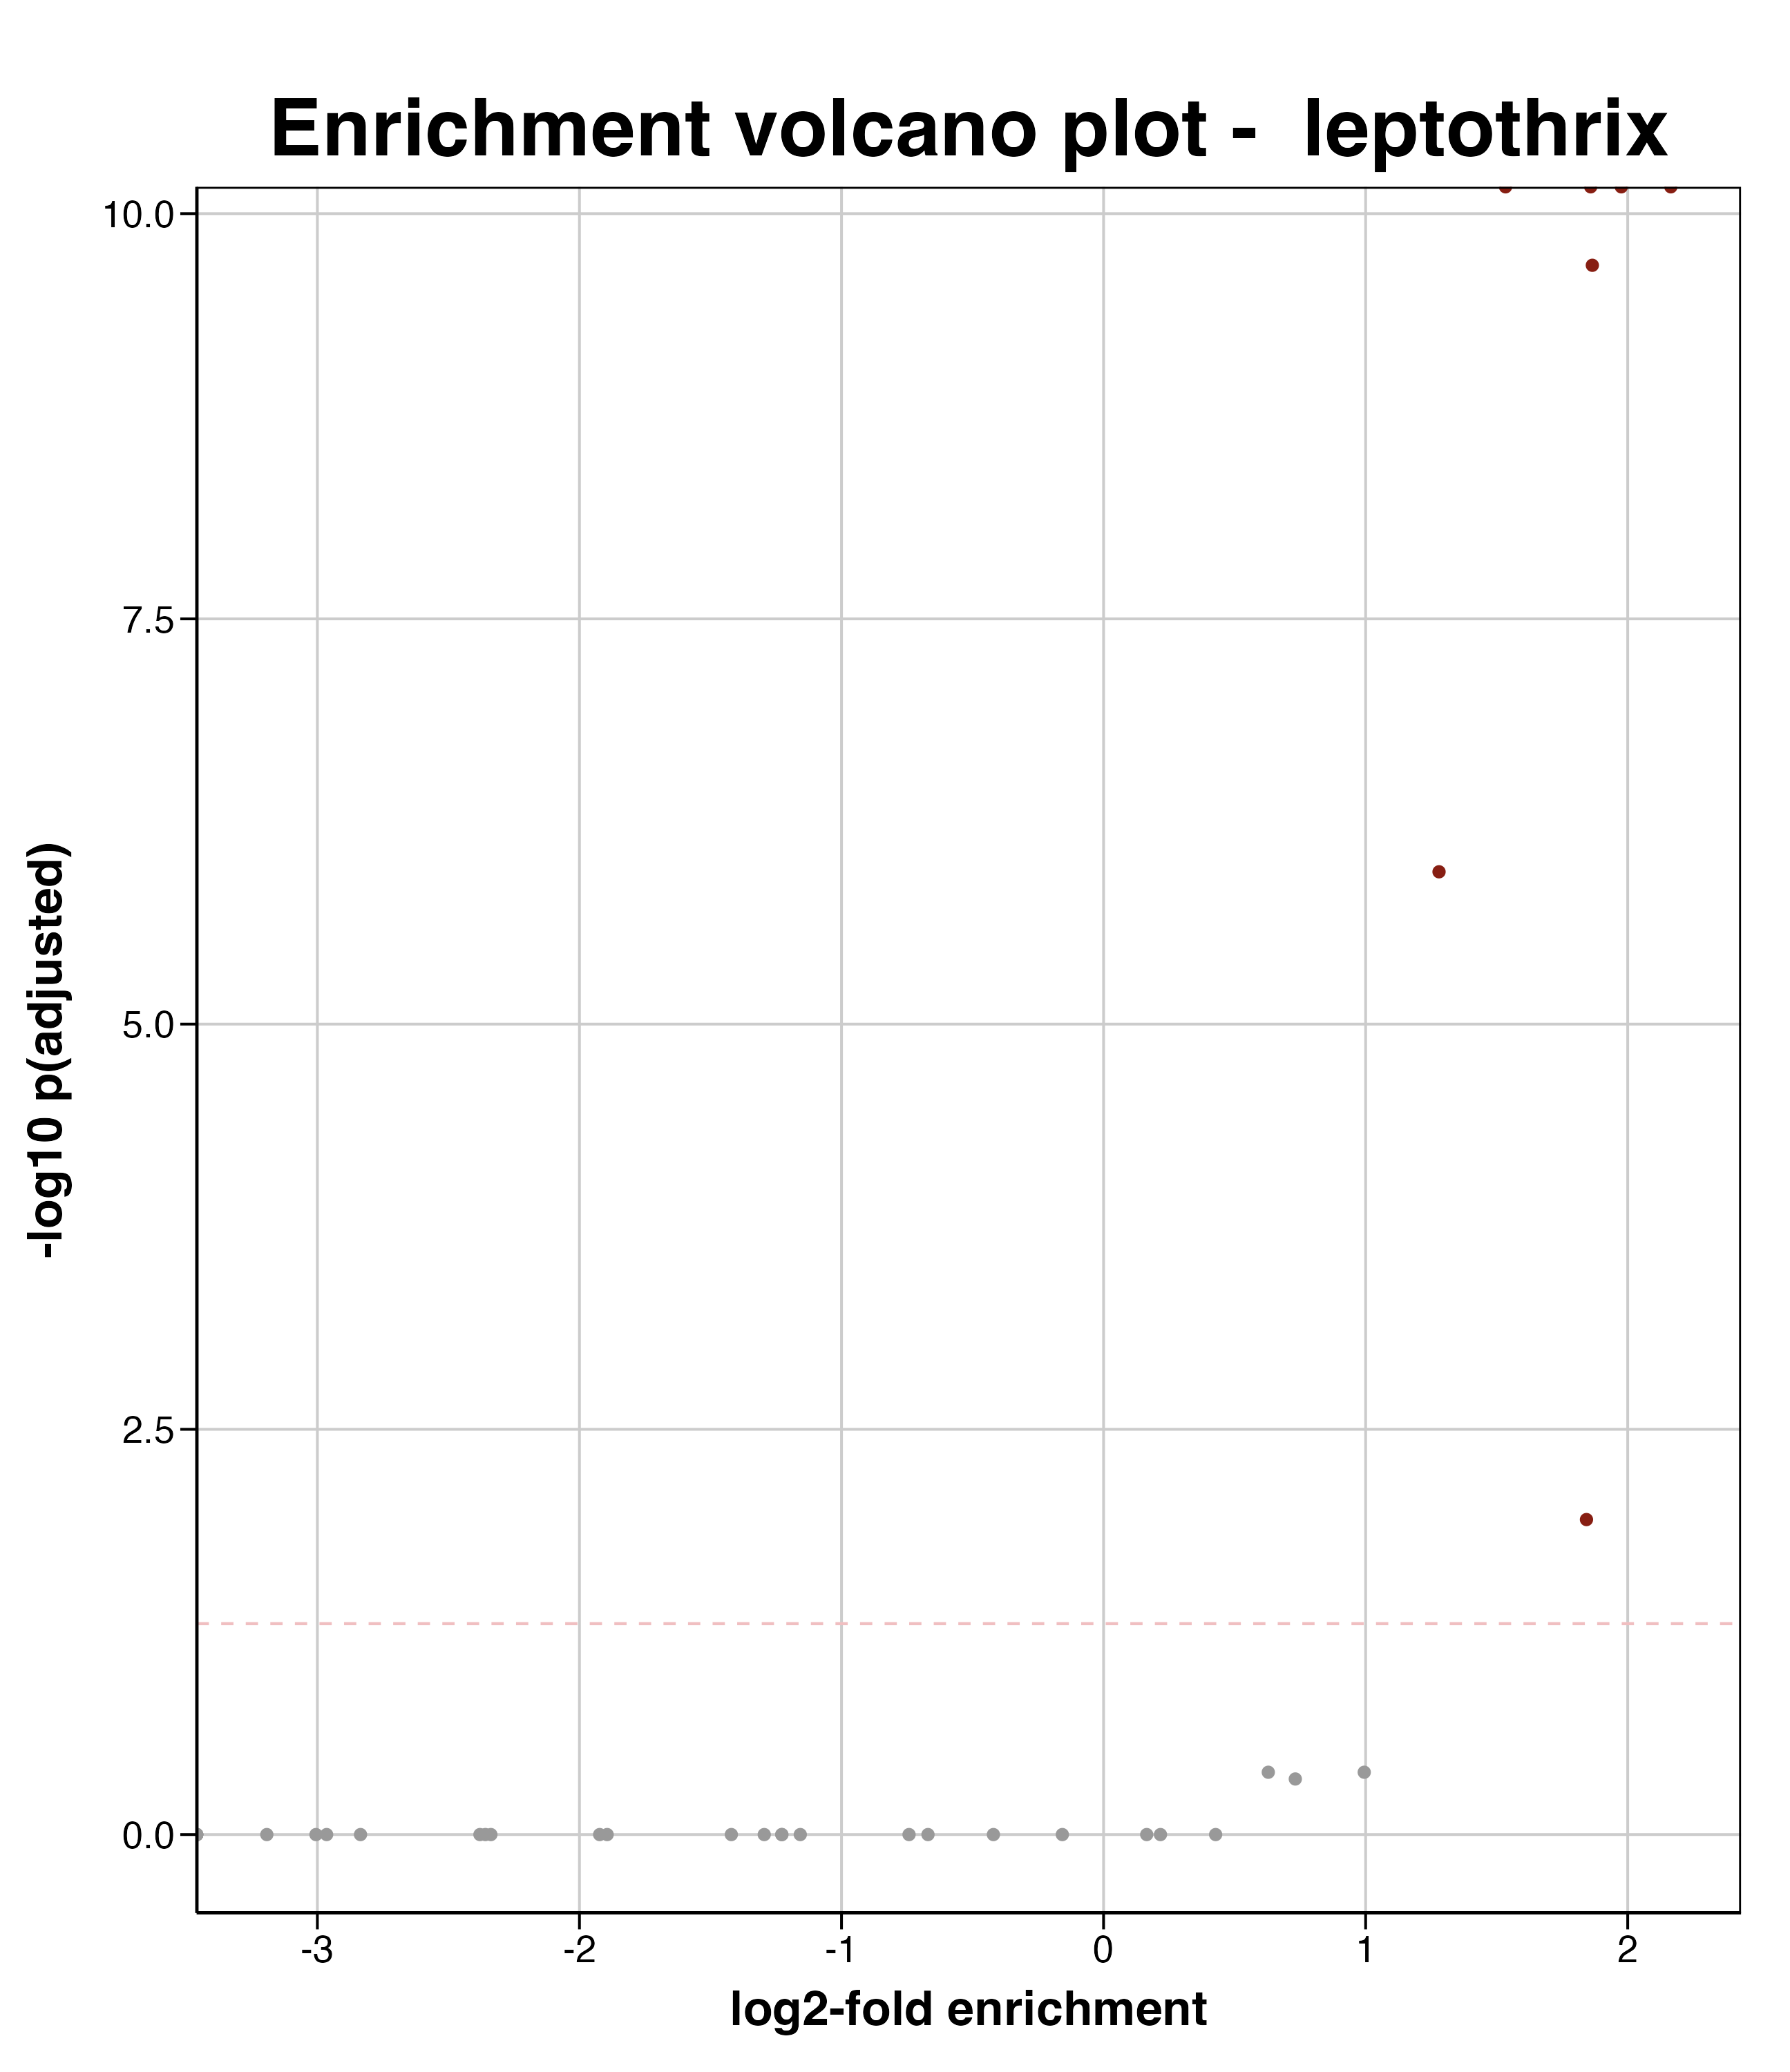 Enrichment volcano plot -  leptothrix
10.0
7.5
5.0
2.5
0.0
-log10 p(adjusted)
-3 -2 -1 0 1 2
log2-fold enrichment